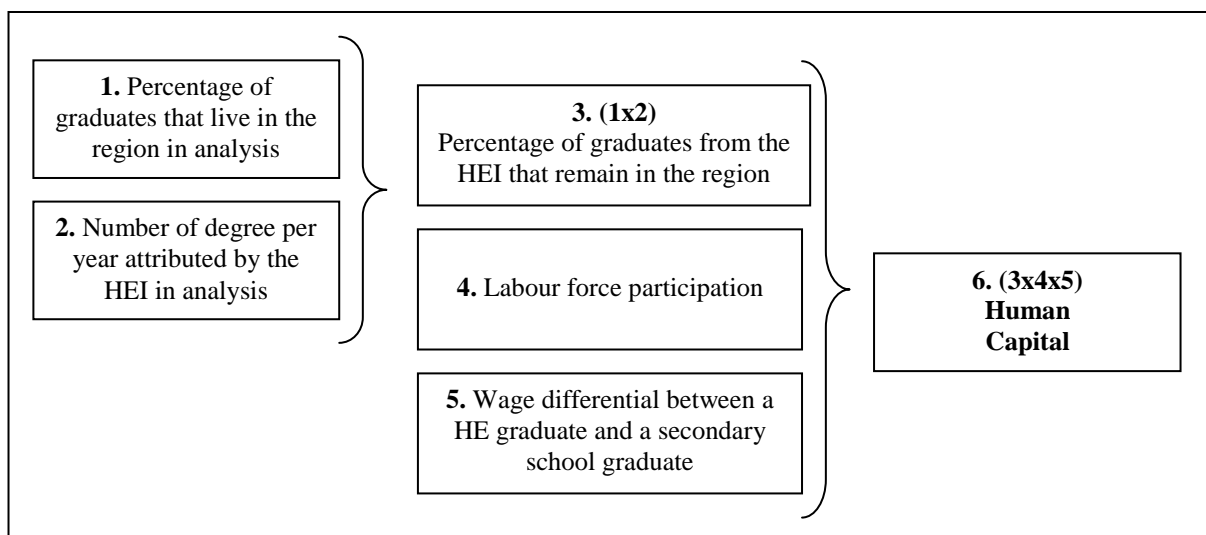 1. Percentage of
graduates that live in the
region in analysis
2. Number of degree per
year attributed by the
HEI in analysis
3. (1x2)
Percentage of graduates from the
HEI that remain in the region
4. Labour force participation
5. Wage differential between a
HE graduate and a secondary
school graduate
6. (3x4x5)
Human
Capital